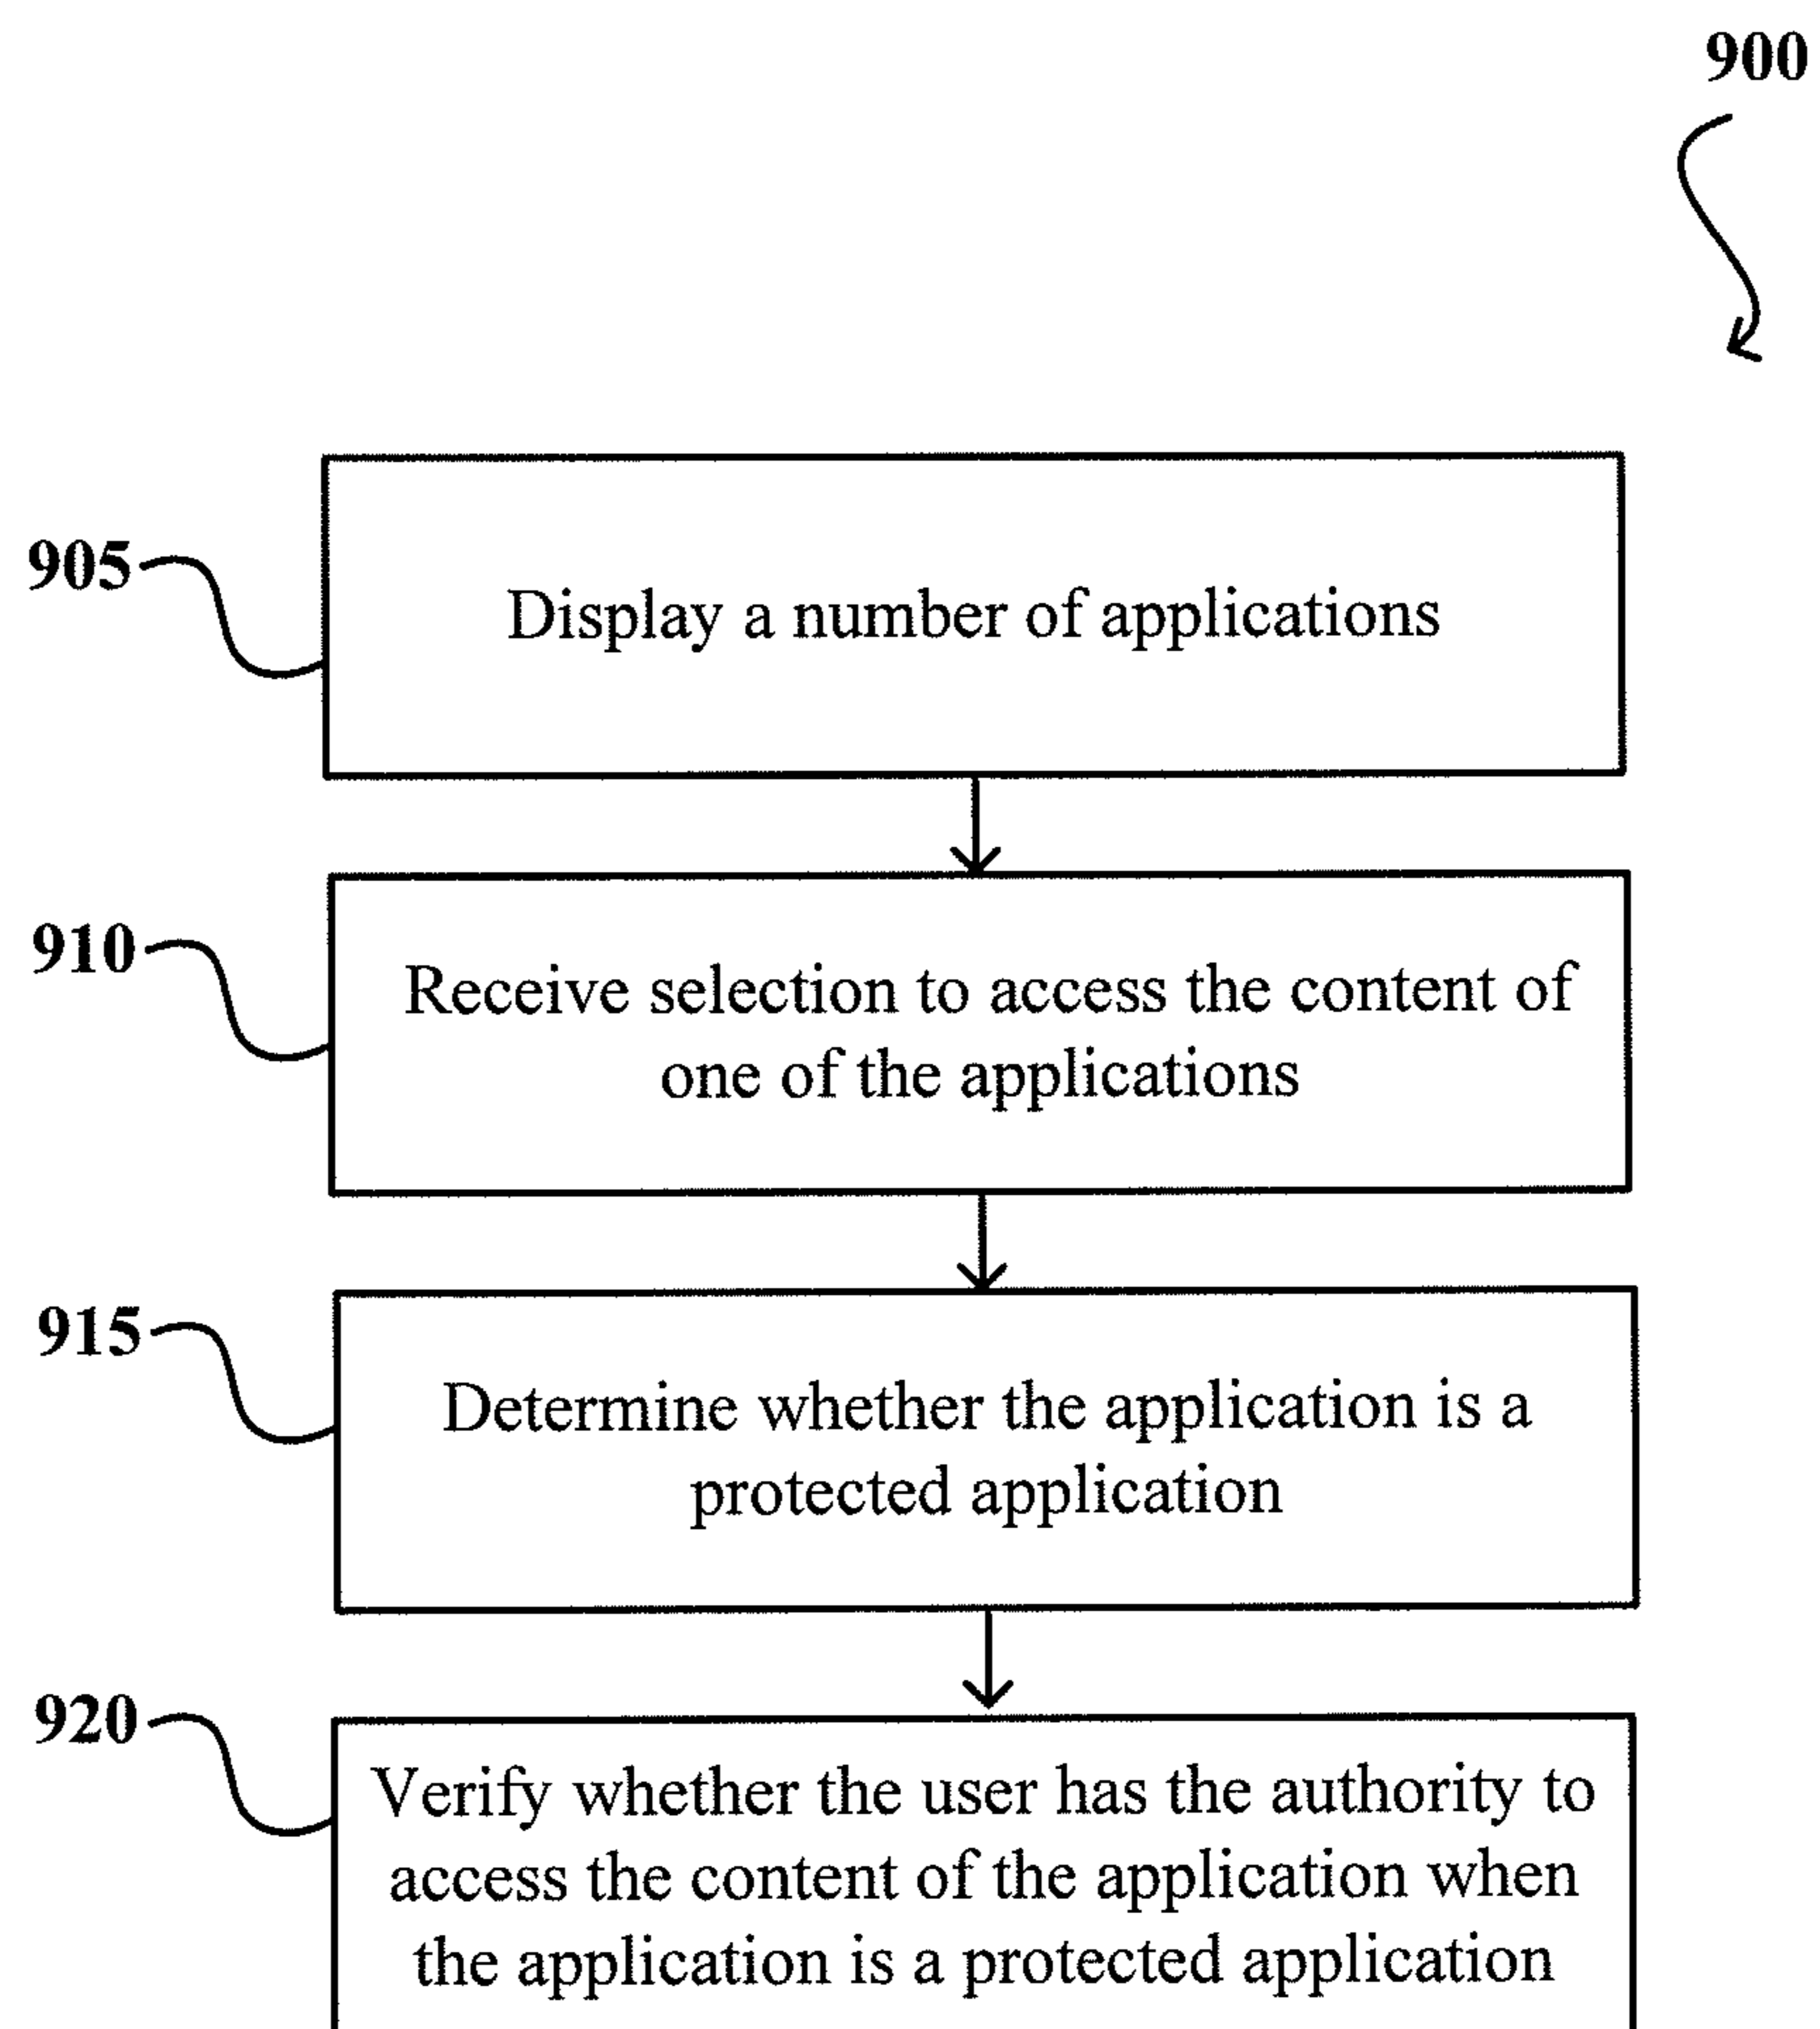 900
905
Display a number of applications
910
Receive selection to access the content of
one of the applications
915
Determine whether the application is a
protected application
920
Verify whether the user has the authority to
access the content of the application when
the application is a protected application